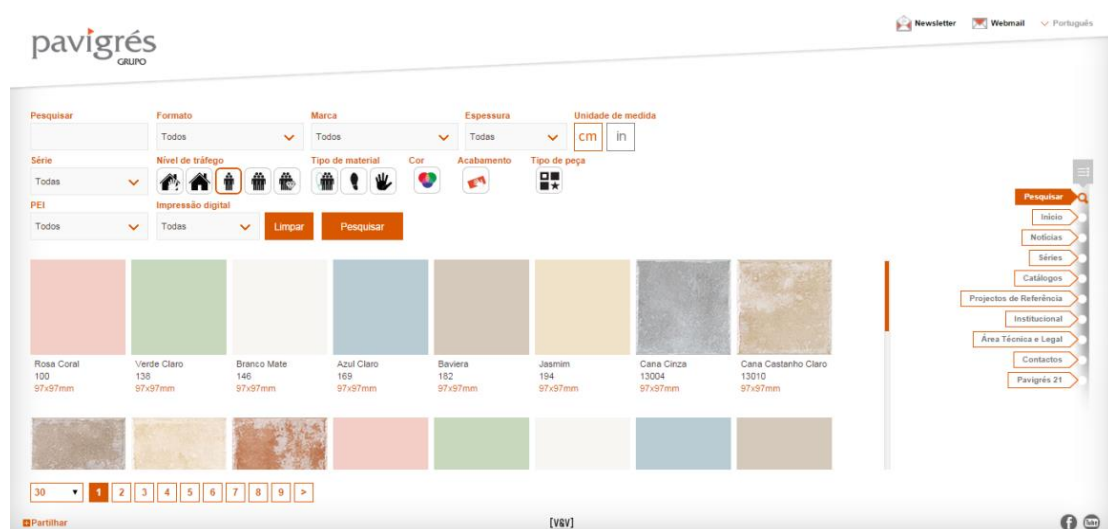 Newsletter Webmail Português
pavigrés
GRUPO
Pesquisar Formato Marca Espessura Unidade de medida
Todos Todos Todas cm in
Série Nível de tráfego Tipo de material Cor Acabamento Tipo de peça
Todas
PEI Impressão digital
Todos Todas Limpar Pesquisar
Pesquisar
Início
Notícias
Séries
Catálogos
Projectos de Referência
Institucional
Área Técnica e Legal
Contactos
Pavigrés 21
Rosa Coral Verde Claro Branco Mate Azul Claro Baviera Jasmim Cana Cinza Cana Castanho Claro
100 138 146 169 182 194 13004 13010
97x97mm 97x97mm 97x97mm 97x97mm 97x97mm 97x97mm 97x97mm 97x97mm
30 1 2 3 4 5 6 7 8 9 >
Partilhar [V&V] f